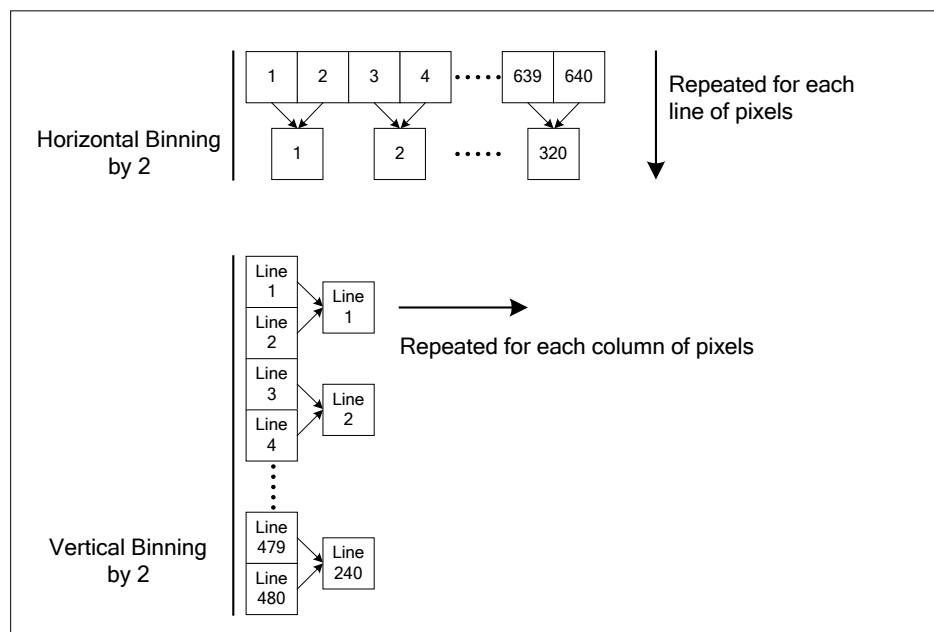 1 2 3 4 ..... 639 640
Repeated for each
line of pixels
Horizontal Binning
by 2
1 2 ..... 320
Line
1
Line
2
Line
1
Repeated for each column of pixels
Line
3
Line
4
Line
2
Vertical Binning
by 2
Line
479
Line
480
Line
240